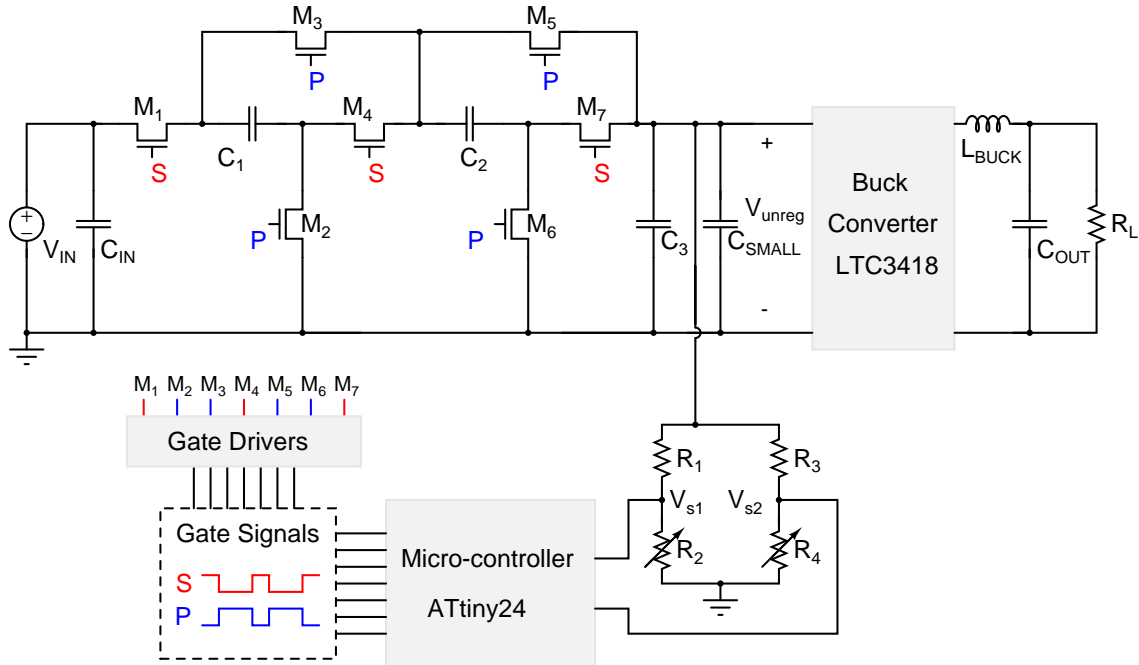 M3
M5
P
P
M1
M4
M7
C1
C2
S
S
S
+
Buck
Converter
LTC3418
LBUCK
VIN
+
−
CIN
P
M2
P
M6
C3
Vunreg
CSMALL
COUT
RL
-
M1 M2 M3 M4 M5 M6 M7
Gate Drivers
R1
R3
Vs1
Vs2
Gate Signals
S
P
Micro-controller
ATtiny24
R2
R4